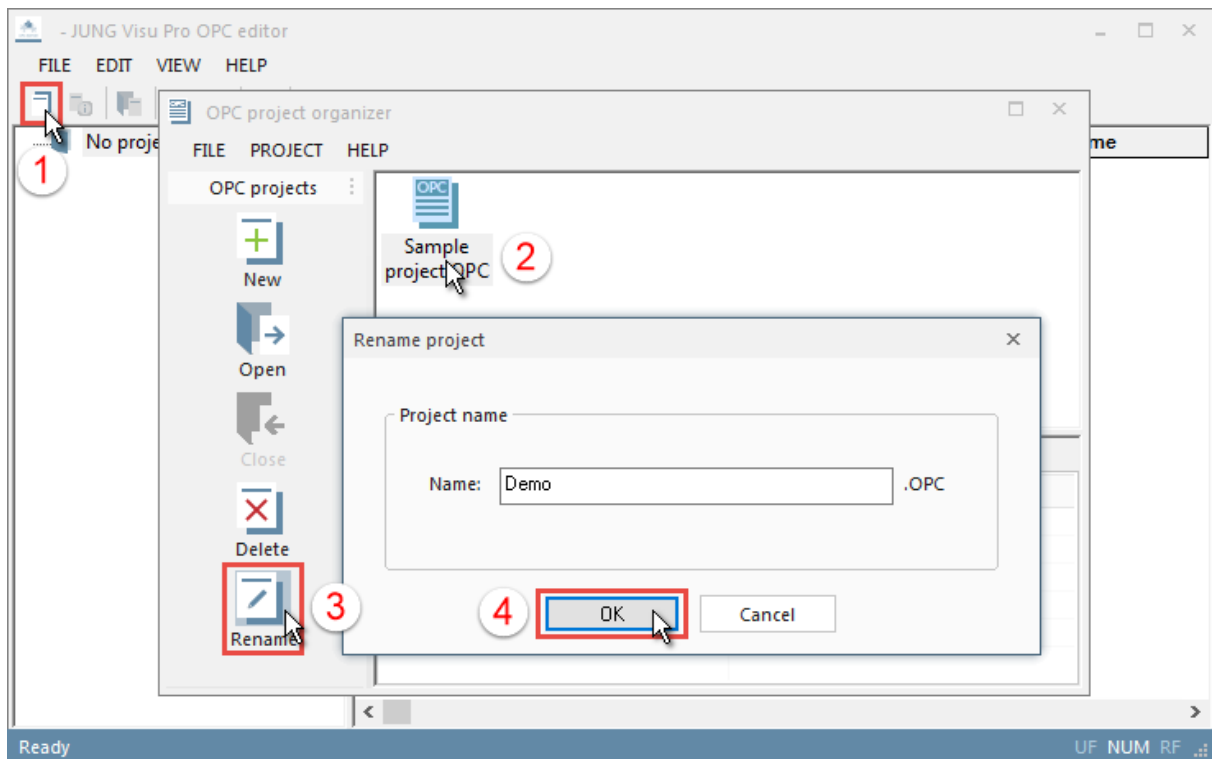 - JUNG Visu Pro OPC editor
FILE EDIT VIEW HELP
OPC project organizer
1
No proje
me
FILE PROJECT HELP
OPC projects
OPC
Sample
project.OPC
2
New
Open
Close
Delete
Rename
3
Rename project
Project name
Name: Demo .OPC
4
OK
Cancel
Ready
UF NUM RF